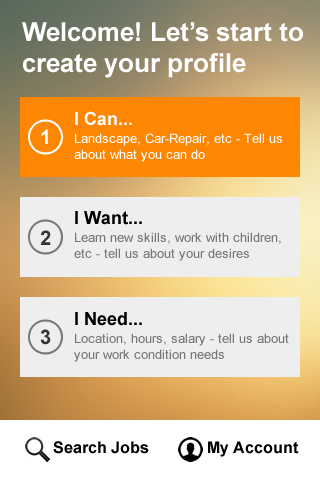 Welcome! Let’s start to
create your profile
I Can...
1
Landscape, Car-Repair, etc - Tell us
about what you can do
I Want...
2
Learn new skills, work with children,
etc - tell us about your desires
I Need...
3
Location, hours, salary - tell us about
your work condition needs
Search Jobs
My Account